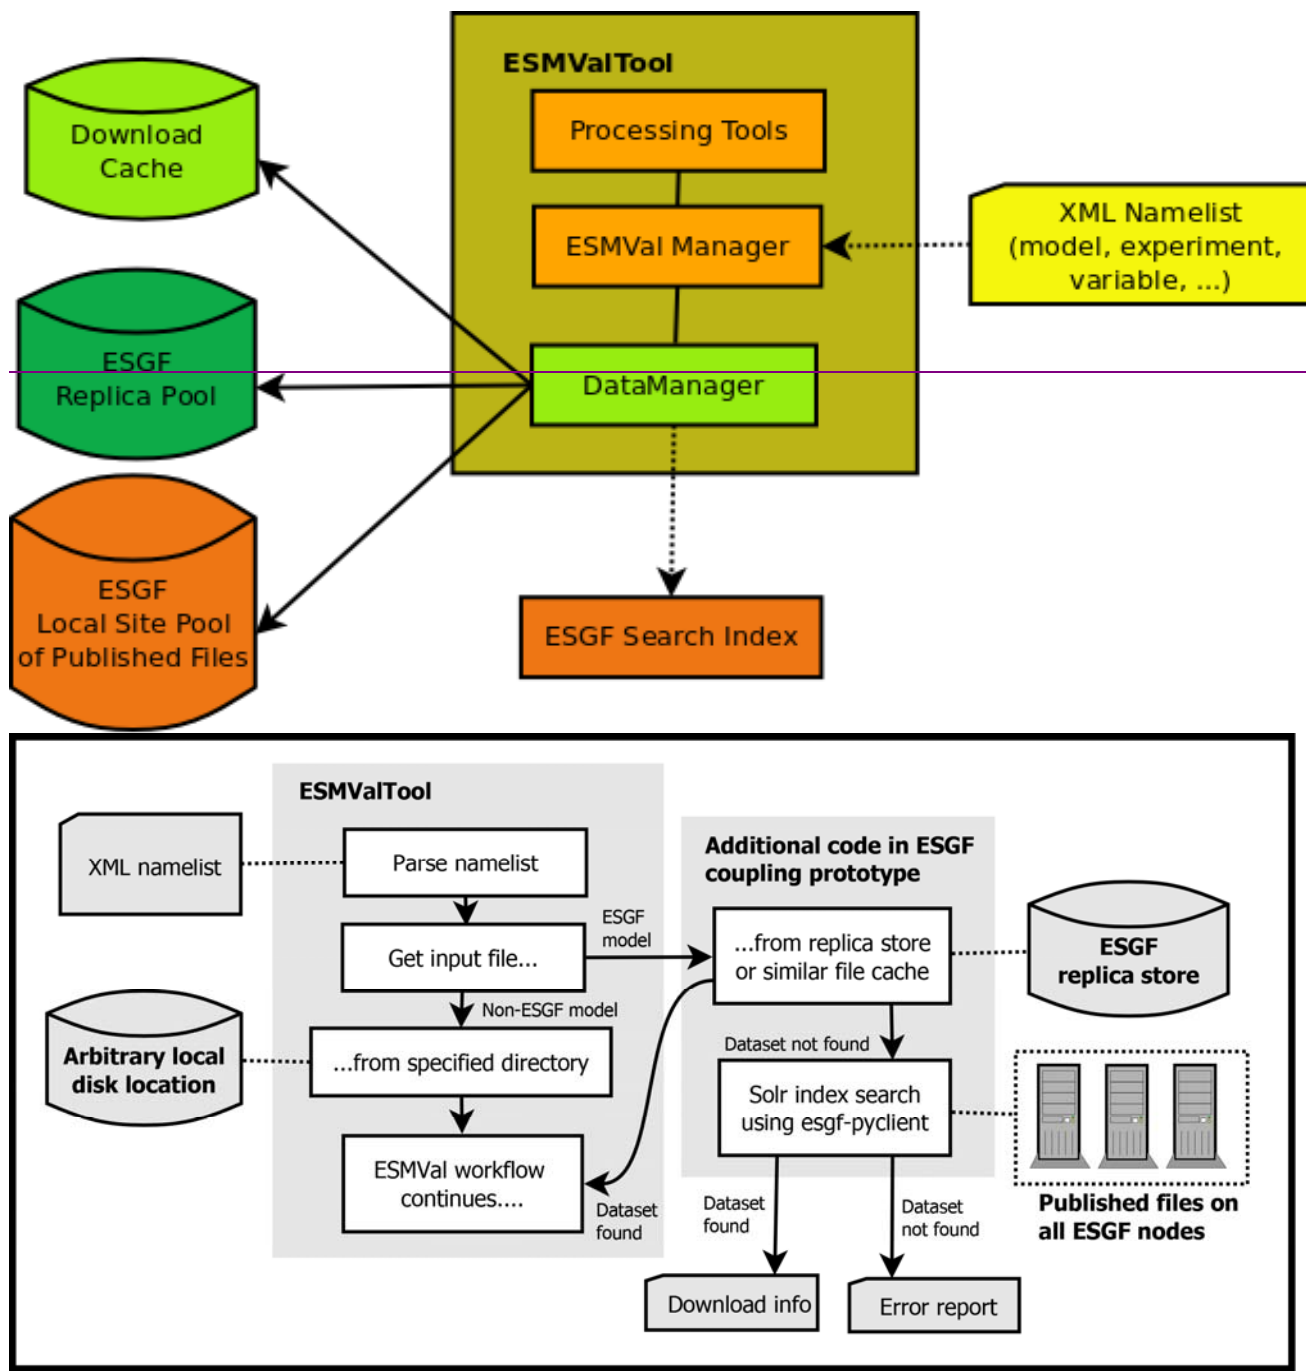 ESMValTool
Processing Tools
ESMVal Manager
DataManager
Download
Cache
ESGF
Replica Pool
ESGF
Local Site Pool
of Published Files
XML Namelist
(model, experiment,
variable, ...)
ESGF Search Index
ESMValTool
XML namelist
Parse namelist
Get input file...
ESGF
model
Non-ESGF model
...from specified directory
Arbitrary local
disk location
ESMVal workflow
continues....
Dataset
found
Additional code in ESGF
coupling prototype
...from replica store
or similar file cache
ESGF
replica store
Dataset not found
Solr index search
using esgf-pyclient
Published files on
all ESGF nodes
Dataset
found
Dataset
not found
Download info
Error report